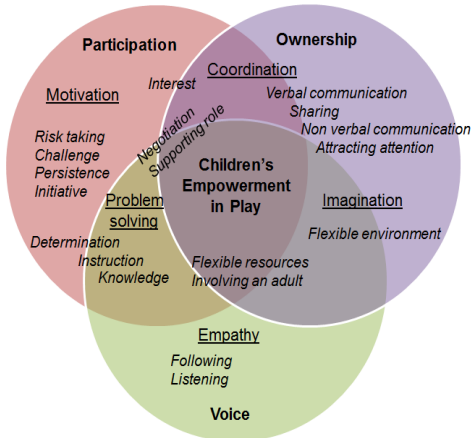 Participation
Ownership
Coordination
Interest
Motivation
Verbal communication
Sharing
Non verbal communication
Attracting attention
Negotiation
Supporting role
Risk taking
Challenge
Persistence
Initiative
Children's
Empowerment
in Play
Problem
solving
Imagination
Determination
Instruction
Knowledge
Flexible environment
Flexible resources
Involving an adult
Empathy
Following
Listening
Voice